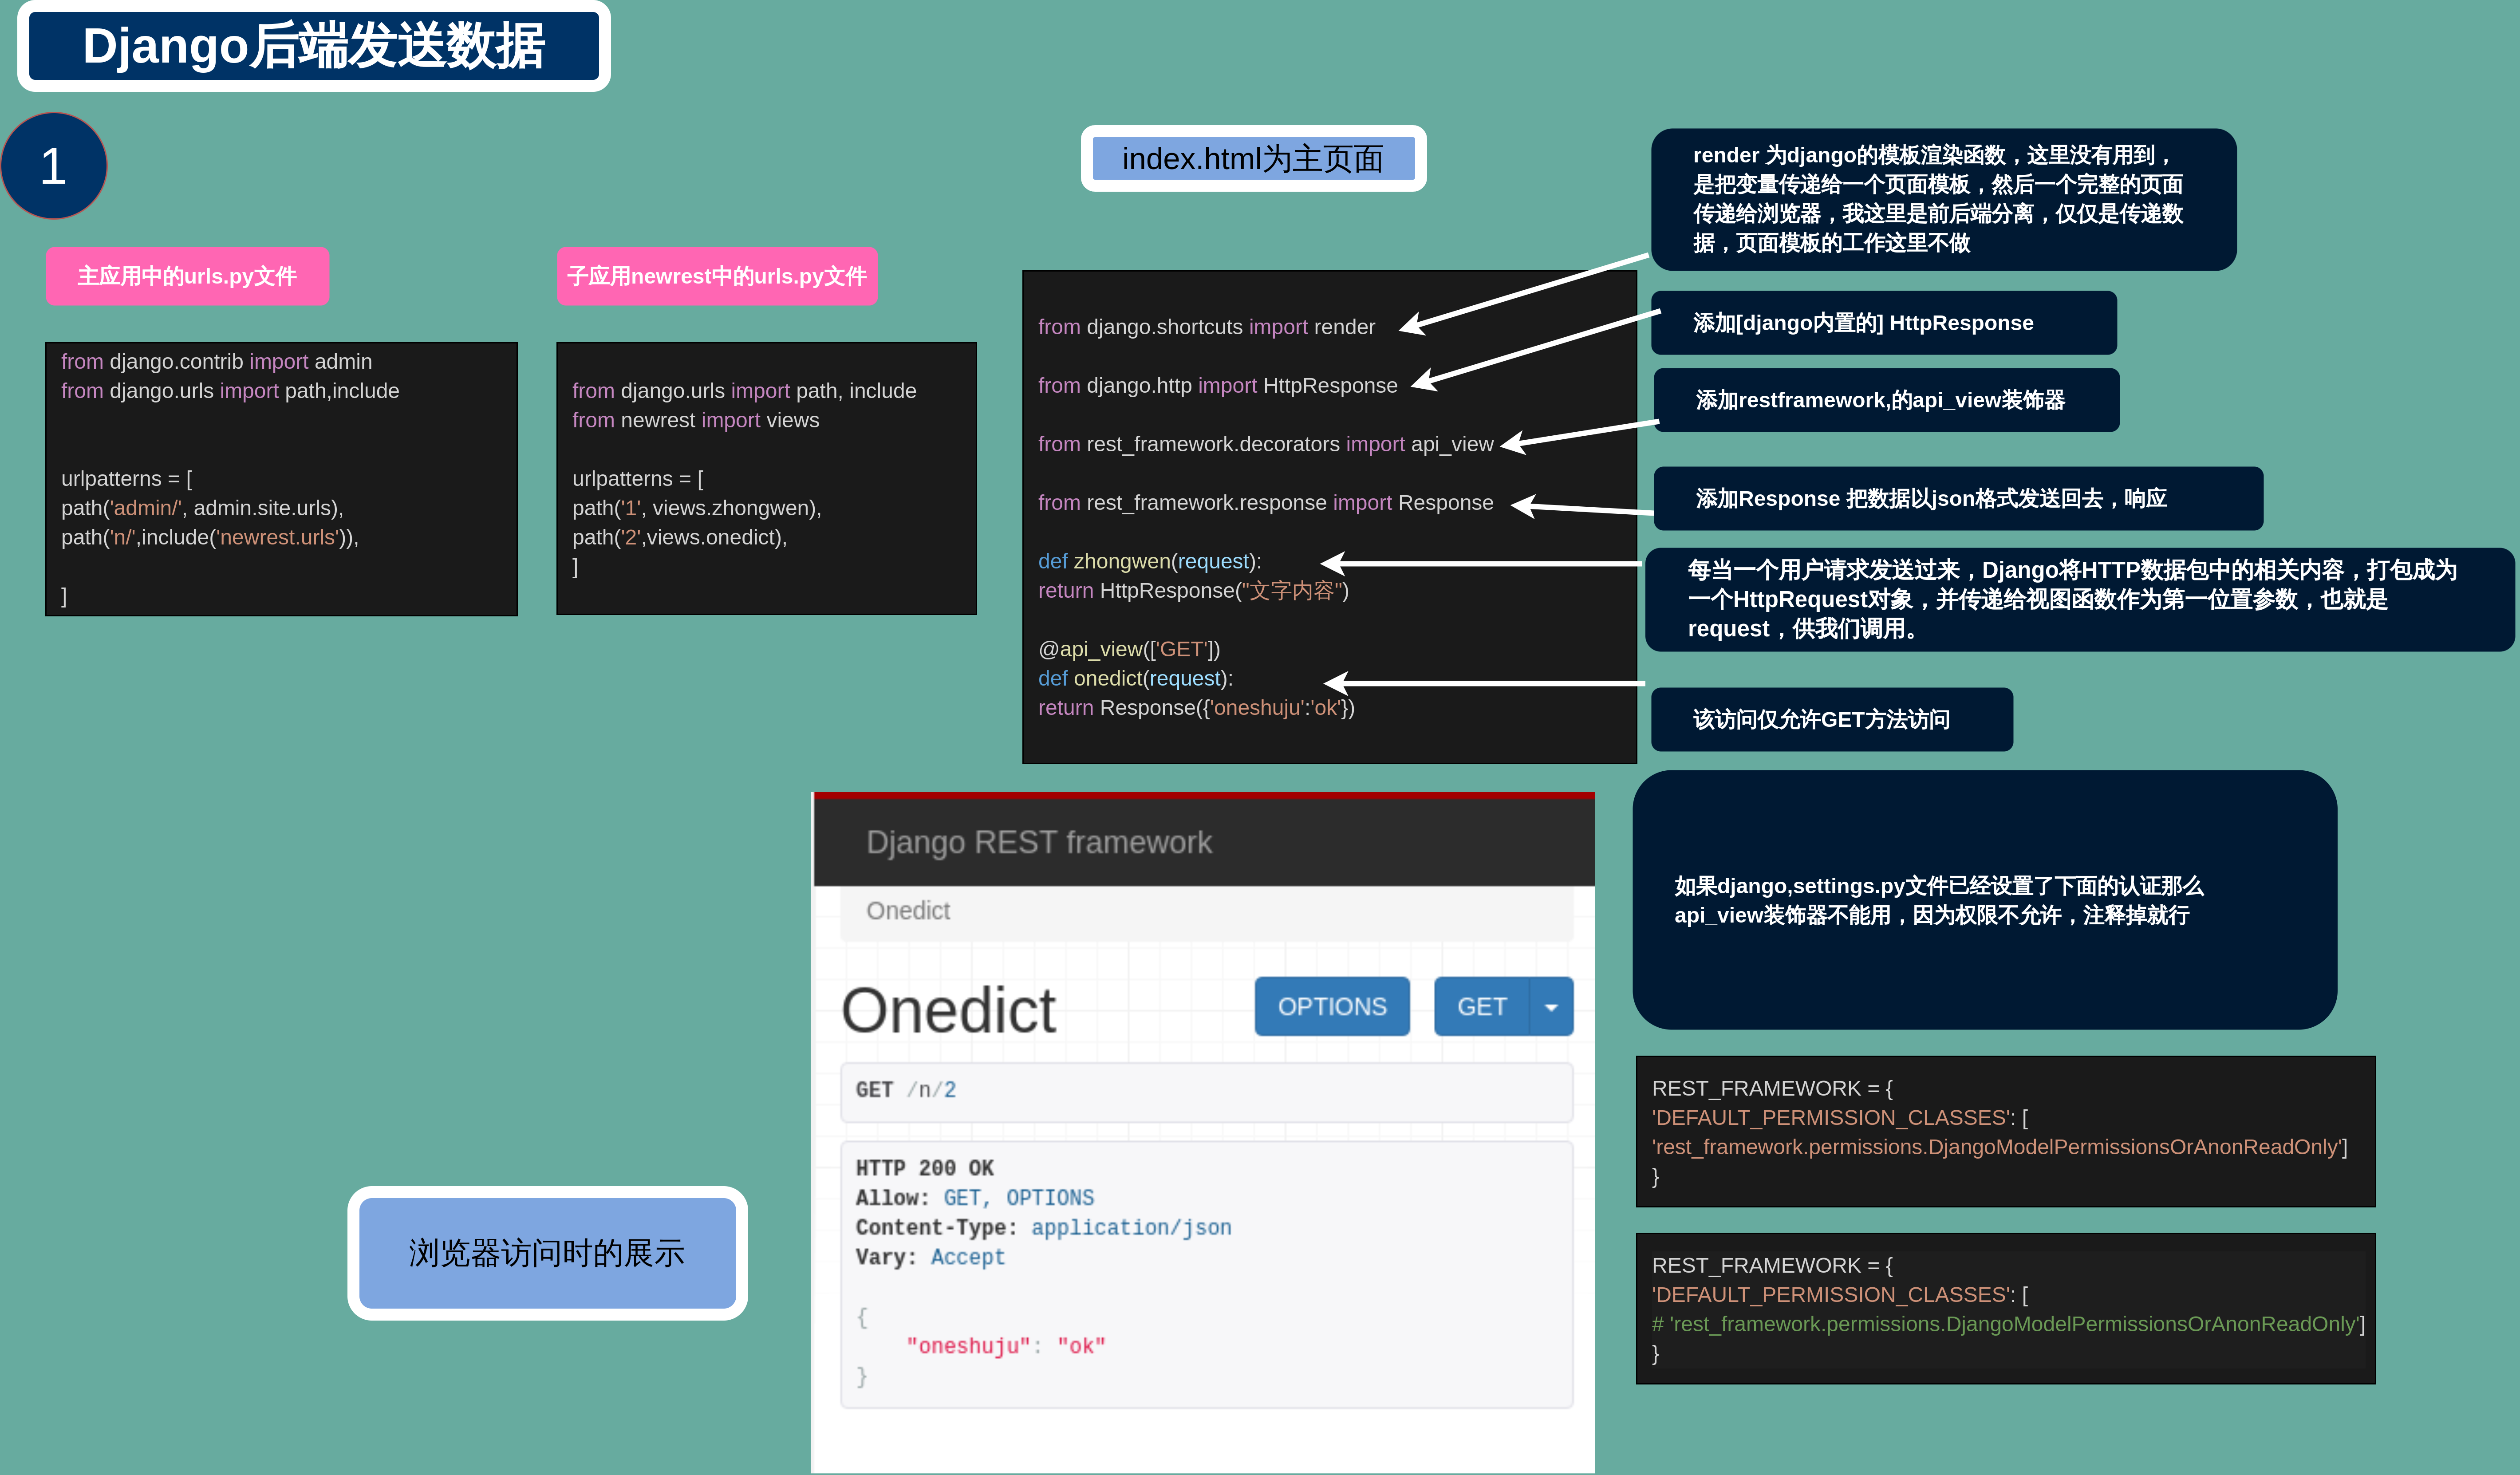 Django后端发送数据
1
主应用中的urls.py文件
from django.contrib import admin
from django.urls import path,include
urlpatterns = [
path('admin/', admin.site.urls),
path('n/',include('newrest.urls')),
]
子应用newrest中的urls.py文件
from django.urls import path, include
from newrest import views
urlpatterns = [
path('1', views.zhongwen),
path('2',views.onedict),
]
index.html为主页面
from django.shortcuts import render
from django.http import HttpResponse
from rest_framework.decorators import api_view
from rest_framework.response import Response
def zhongwen(request):
return HttpResponse("文字内容")
@api_view(['GET'])
def onedict(request):
return Response({'oneshuju':'ok'})
render 为django的模板渲染函数，这里没有用到，
是把变量传递给一个页面模板，然后一个完整的页面
传递给浏览器，我这里是前后端分离，仅仅是传递数
据，页面模板的工作这里不做
添加[django内置的] HttpResponse
添加restframework,的api_view装饰器
添加Response 把数据以json格式发送回去，响应
每当一个用户请求发送过来，Django将HTTP数据包中的相关内容，打包成为
一个HttpRequest对象，并传递给视图函数作为第一位置参数，也就是
request，供我们调用。
该访问仅允许GET方法访问
如果django,settings.py文件已经设置了下面的认证那么
api_view装饰器不能用，因为权限不允许，注释掉就行
REST_FRAMEWORK = {
'DEFAULT_PERMISSION_CLASSES': [
'rest_framework.permissions.DjangoModelPermissionsOrAnonReadOnly']
}
REST_FRAMEWORK = {
'DEFAULT_PERMISSION_CLASSES': [
# 'rest_framework.permissions.DjangoModelPermissionsOrAnonReadOnly']
}
浏览器访问时的展示
Django REST framework
Onedict
Onedict
OPTIONS
GET
GET /n/2
HTTP 200 OK
Allow: GET, OPTIONS
Content-Type: application/json
Vary: Accept
{
"oneshuju": "ok"
}